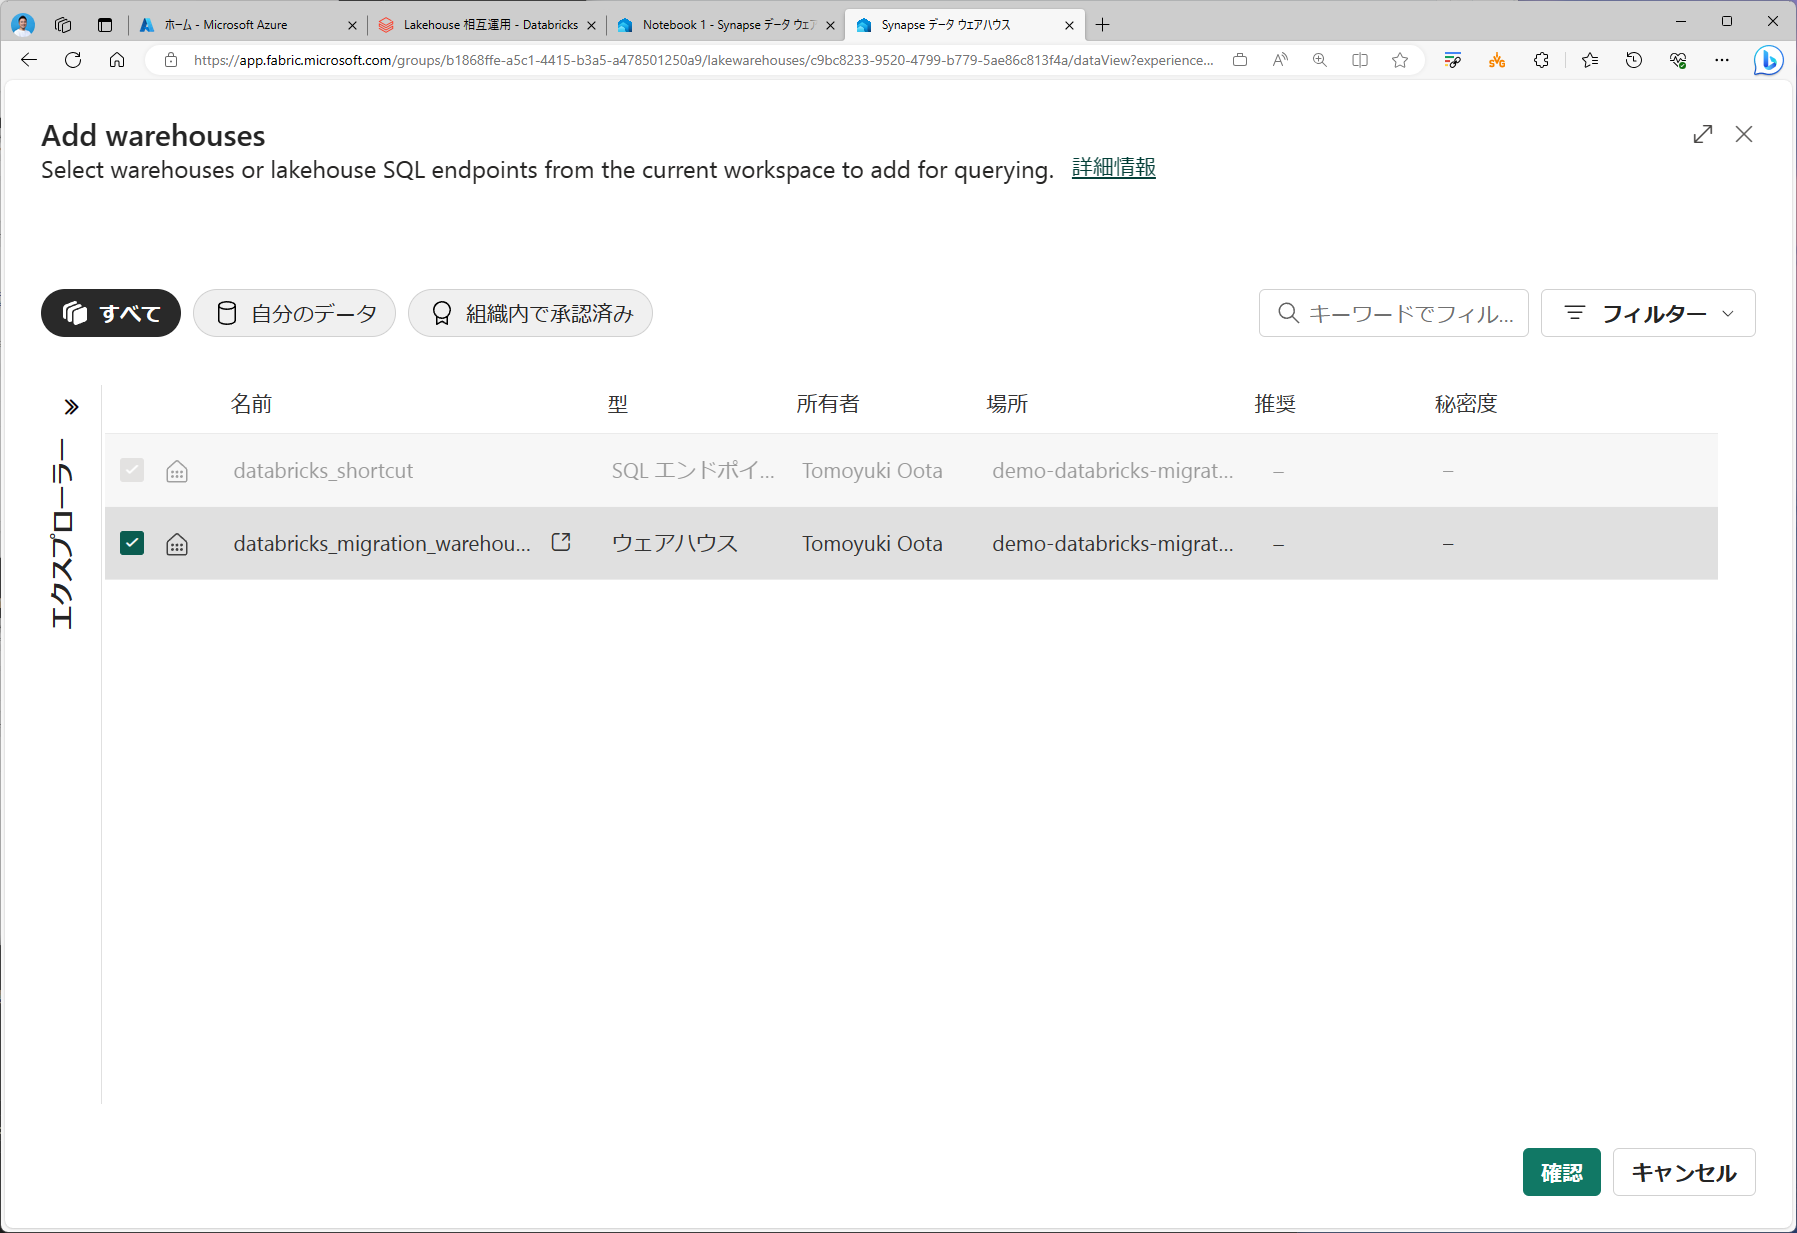 ホーム - Microsoft Azure
Lakehouse 相互運用 - Databricks
Notebook 1 - Synapse データ ウェア
Synapse データ ウェアハウス
https://app.fabric.microsoft.com/groups/b1868ffe-a5c1-4415-b3a5-a478501250a9/lakewarehouses/c9bc8233-9520-4799-b779-5ae86c813f4a/dataView?experience...
Add warehouses
Select warehouses or lakehouse SQL endpoints from the current workspace to add for querying. 詳細情報
すべて
自分のデータ
組織内で承認済み
キーワードでフィル...
フィルター
エクスプローラー
名前 型 所有者 場所 推奨 秘密度
databricks_shortcut SQL エンドポイ... Tomoyuki Oota demo-databricks-migrat... – –
databricks_migration_warehou... ウェアハウス Tomoyuki Oota demo-databricks-migrat... – –
確認
キャンセル